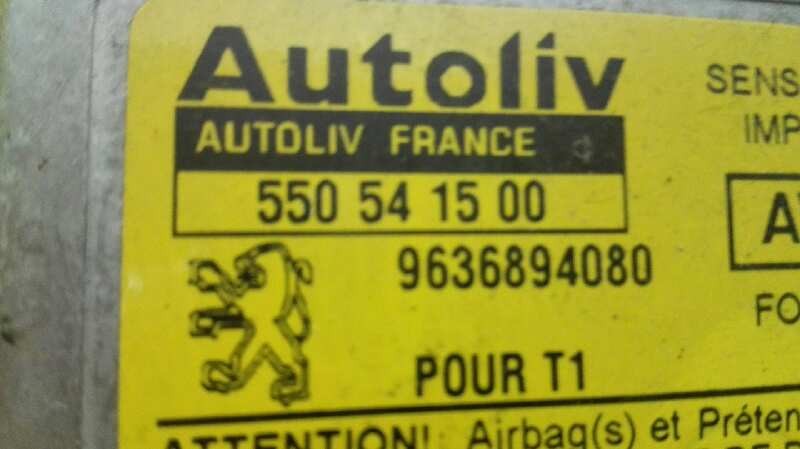 Autoliv
AUTOLIV FRANCE
550 54 15 00
9636894080
POUR T1
SENS
IMP
FO
ATTENTION! Airbag(s) et Préten